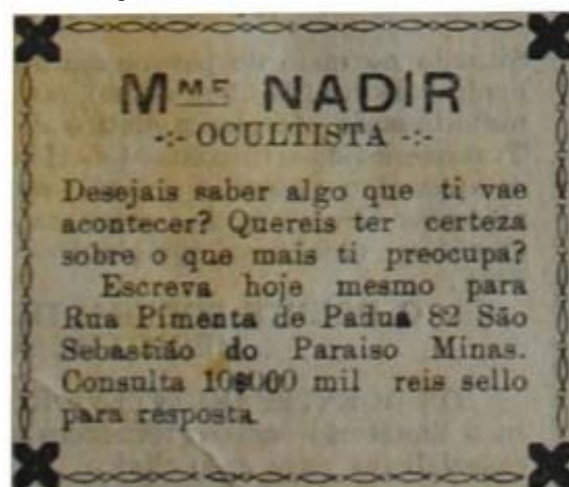 Mᵐᴱ NADIR
-:- OCULTISTA -:-
Desejais saber algo que ti vae
acontecer? Quereis ter certeza
sobre o que mais ti preocupa?
Escreva hoje mesmo para
Rua Pimenta de Padua 82 São
Sebastião do Paraiso Minas.
Consulta 10$000 mil reis sello
para resposta